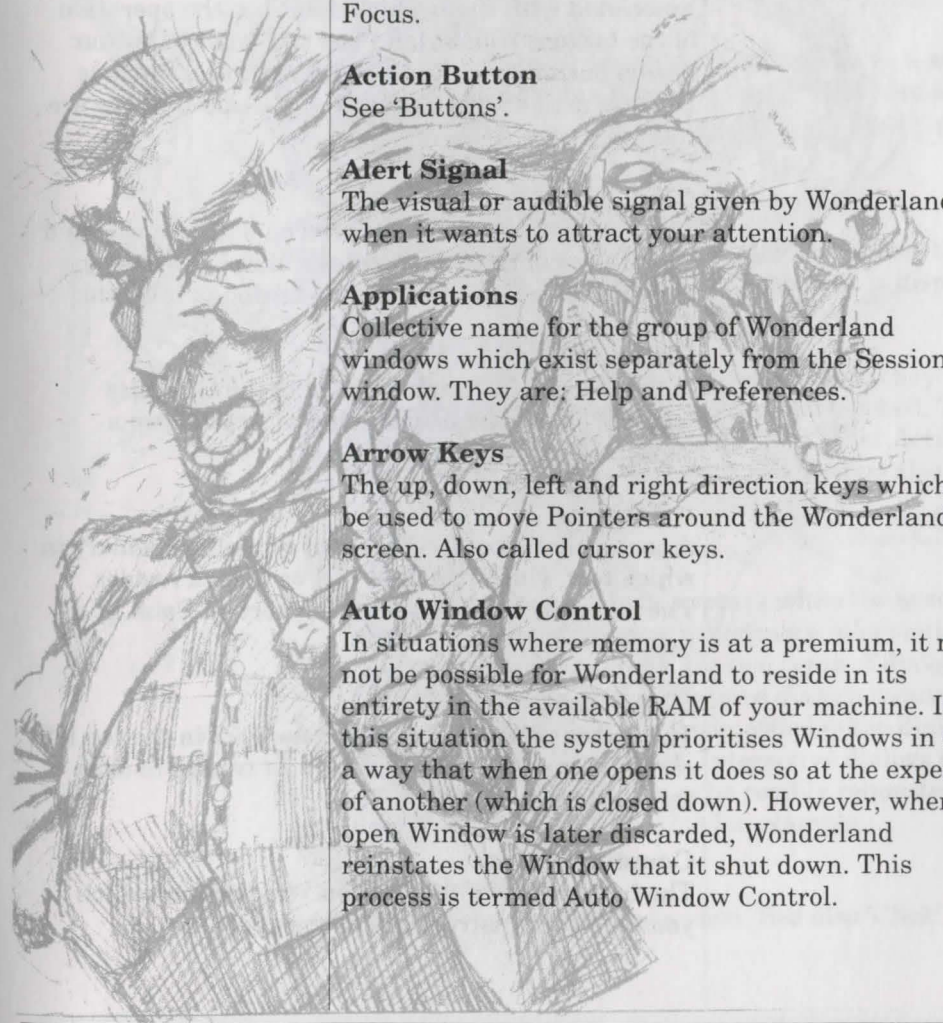 Focus.
Action Button
See 'Buttons'.
Alert Signal
The visual or audible signal given by Wonderland
when it wants to attract your attention.
Applications
Collective name for the group of Wonderland
windows which exist separately from the Session
window. They are: Help and Preferences.
Arrow Keys
The up, down, left and right direction keys which
be used to move Pointers around the Wonderland
screen. Also called cursor keys.
Auto Window Control
In situations where memory is at a premium, it
not be possible for Wonderland to reside in its
entirety in the available RAM of your machine.
this situation the system prioritises Windows in
a way that when one opens it does so at the
of another (which is closed down). However,
open Window is later discarded, Wonderland
reinstates the Window that it shut down. This
process is termed Auto Window Control.